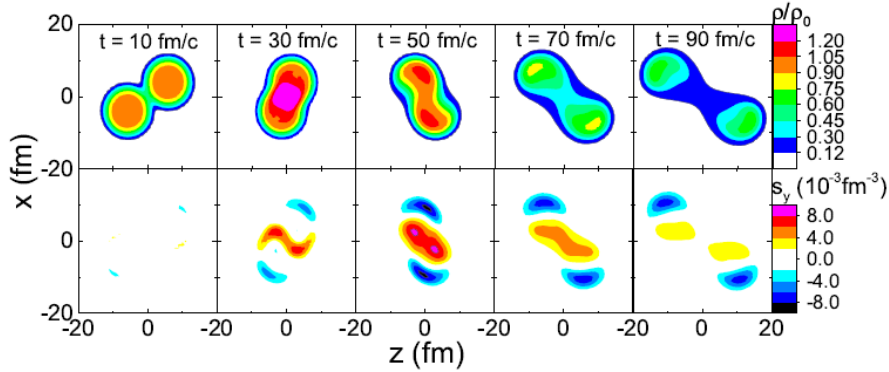 ρ/ρ₀
20
t = 10 fm/c
t = 30 fm/c
t = 50 fm/c
t = 70 fm/c
t = 90 fm/c
1.20
1.05
0.90
0.75
0.60
0.45
0.30
0.12
0
-20
x (fm)
s_y (10⁻³fm⁻³)
8.0
4.0
0.0
-4.0
-8.0
0
-20
-20 0 20 0 20 0 20 0 -20 0 20
z (fm)